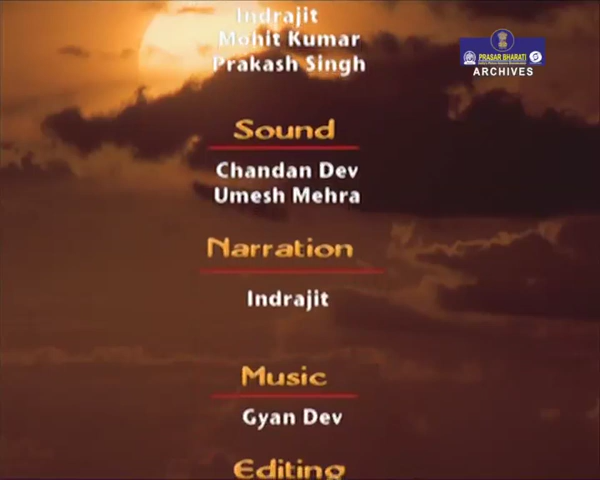 Indrajit
Mohit Kumar
Prakash Singh
PRASAR BHARATI
ARCHIVES
Sound
Chandan Dev
Umesh Mehra
Narration
Indrajit
Music
Gyan Dev
Editing